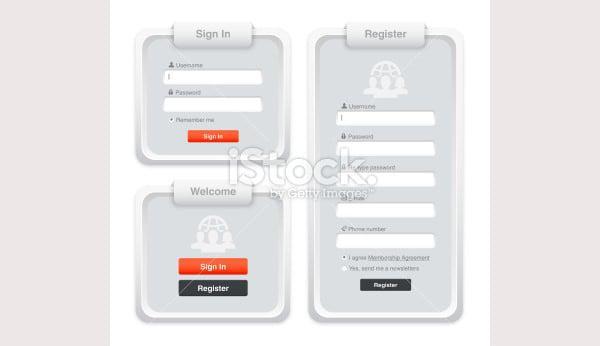 Sign In
Username
Password
Remember me
Sign In
Welcome
Sign In
Register
Register
Username
Password
Re-type password
E-mail
Phone number
I agree Membership Agreement
Yes, send me a newsletters
Register
iStock.
by Getty Images™